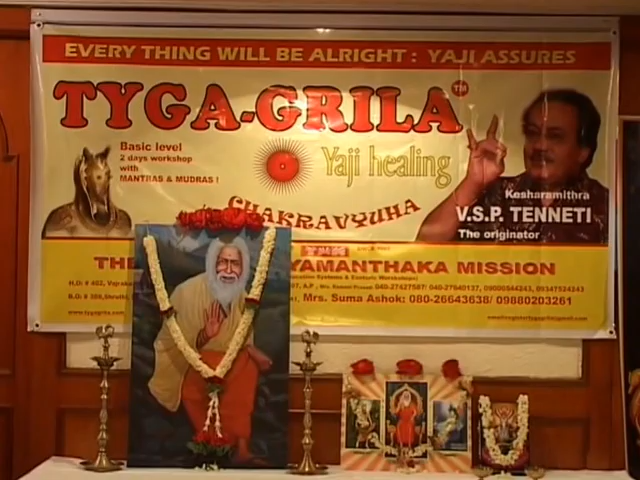 EVERY THING WILL BE ALRIGHT : YAJI ASSURES
TYGA-GRILA TM
Basic level
2 days workshop
with
MANTRAS & MUDRAS !
Yaji healing
CHAKRAVYUHA
Kesharamithra
V.S.P. TENNETI
The originator
YAMANTHAKA MISSION
Mrs. Suma Ashok: 080-26643638/ 09880203261